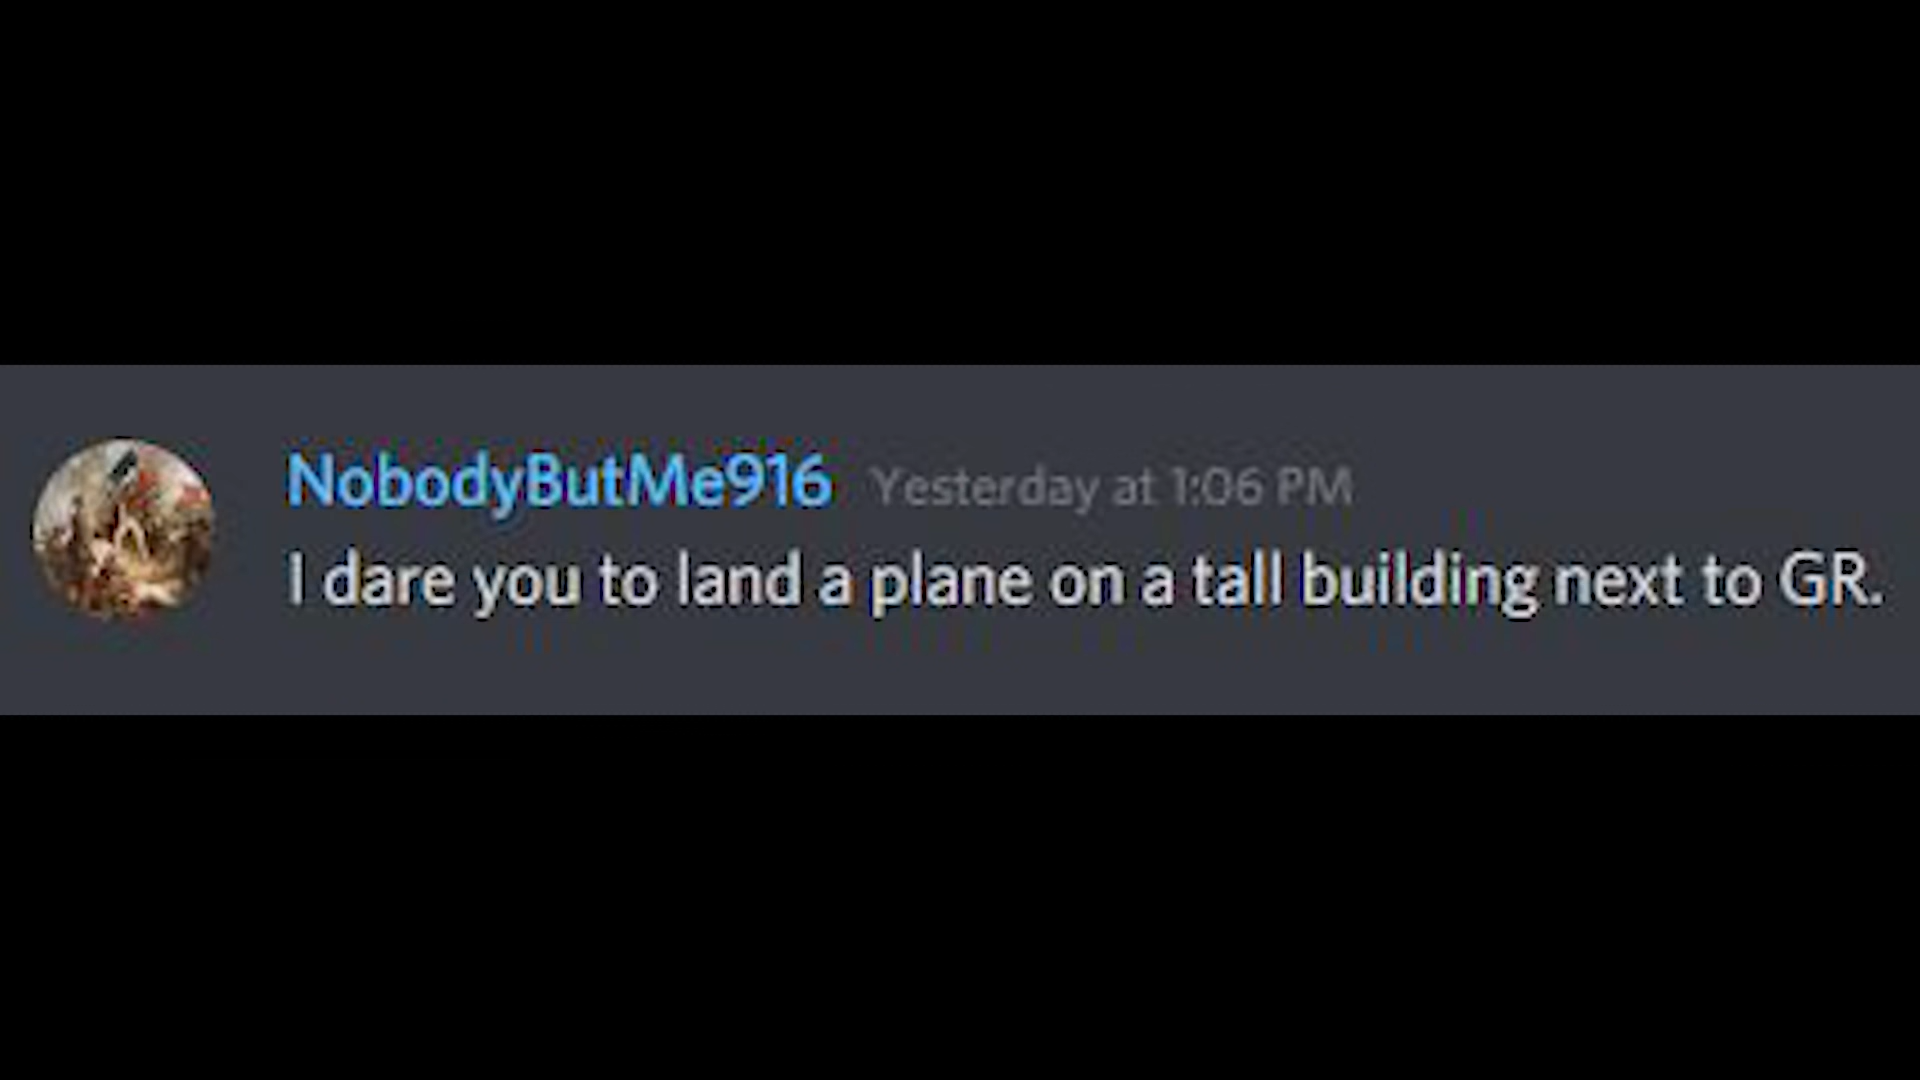 NobodyButMe916 Yesterday at 1:06 PM
I dare you to land a plane on a tall building next to GR.